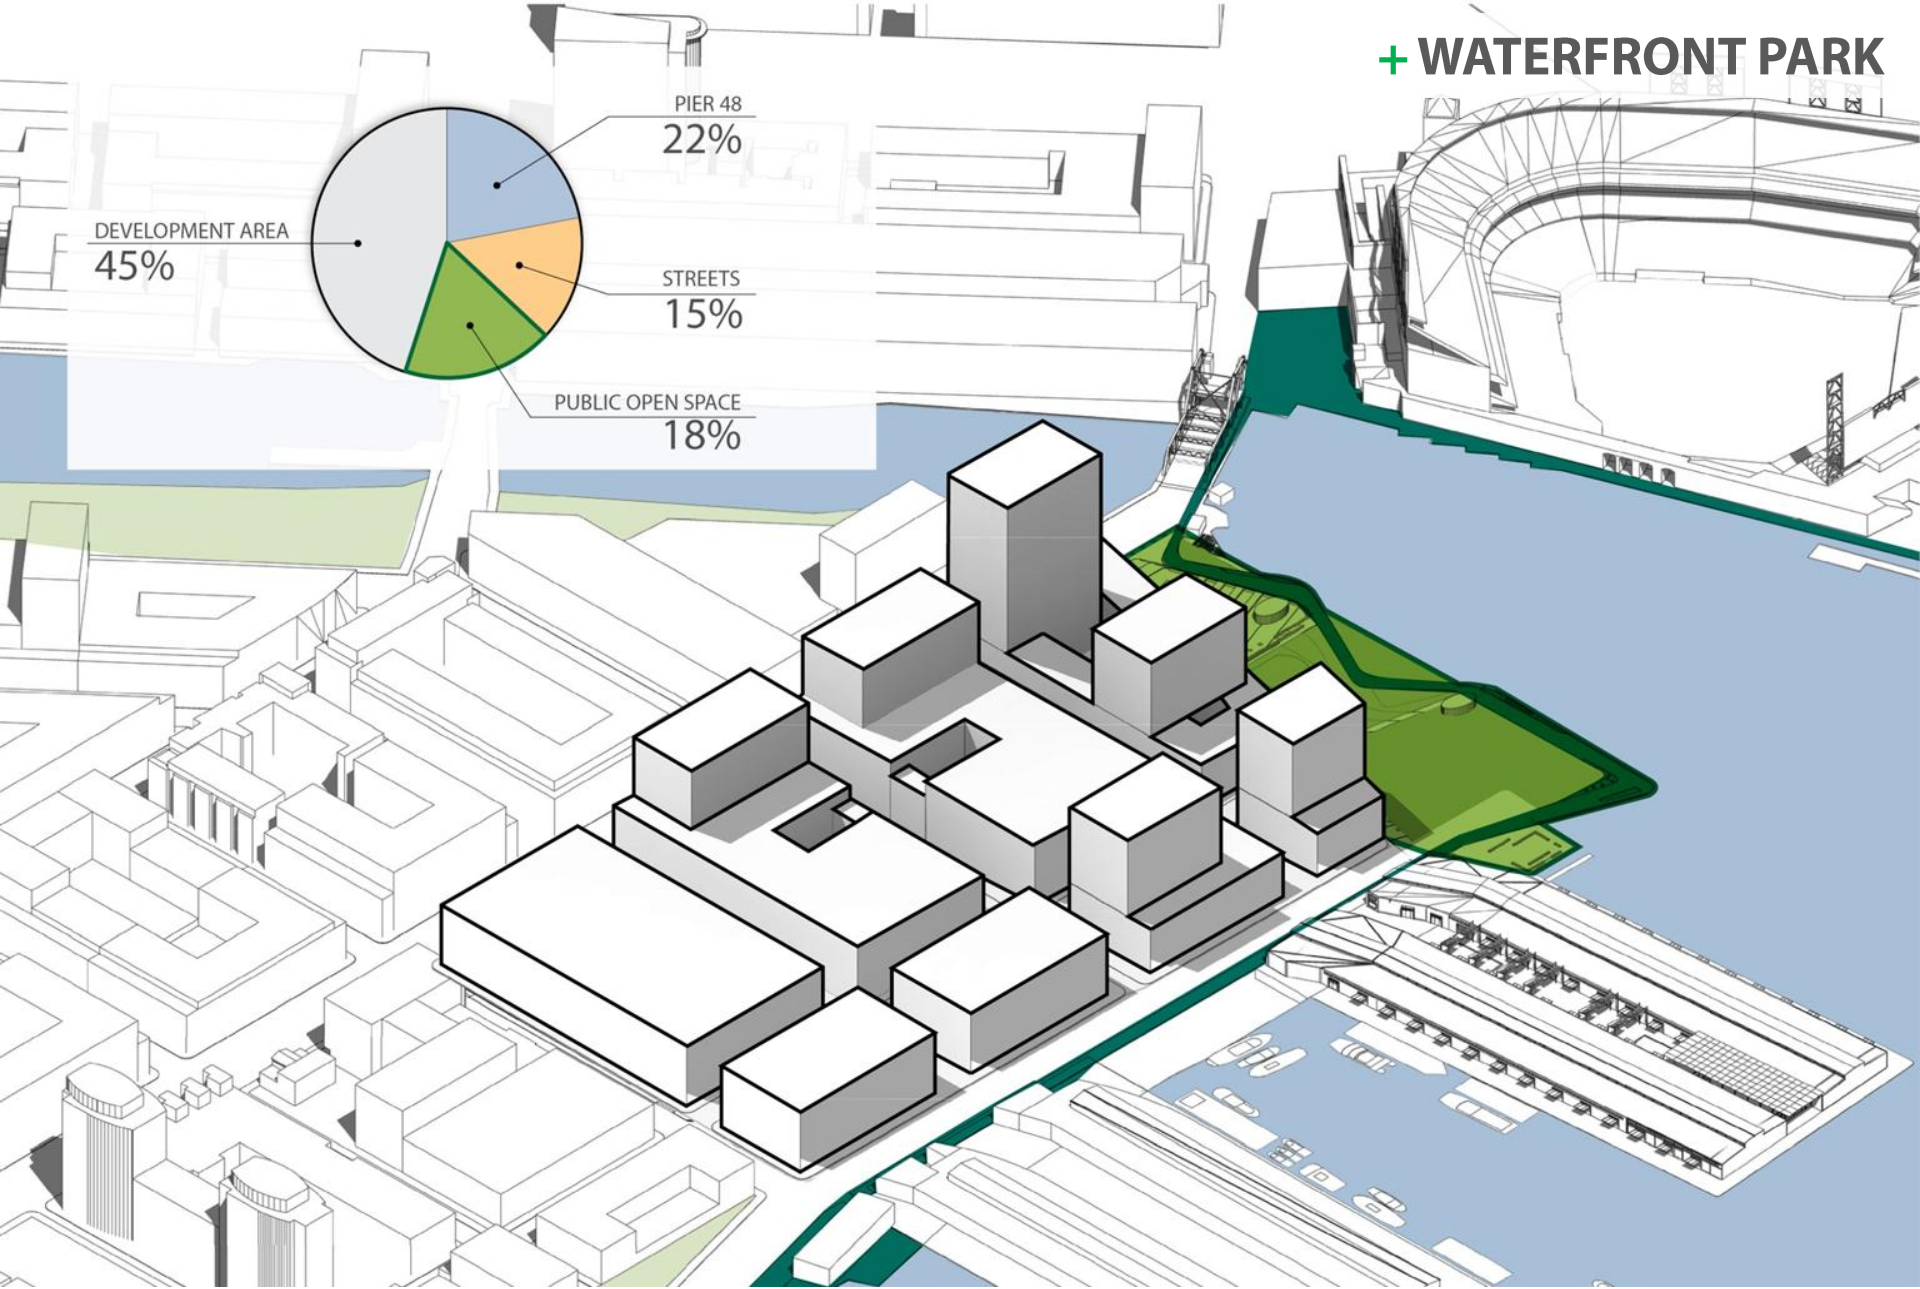 + WATERFRONT PARK
PIER 48
22%
DEVELOPMENT AREA
45%
STREETS
15%
PUBLIC OPEN SPACE
18%